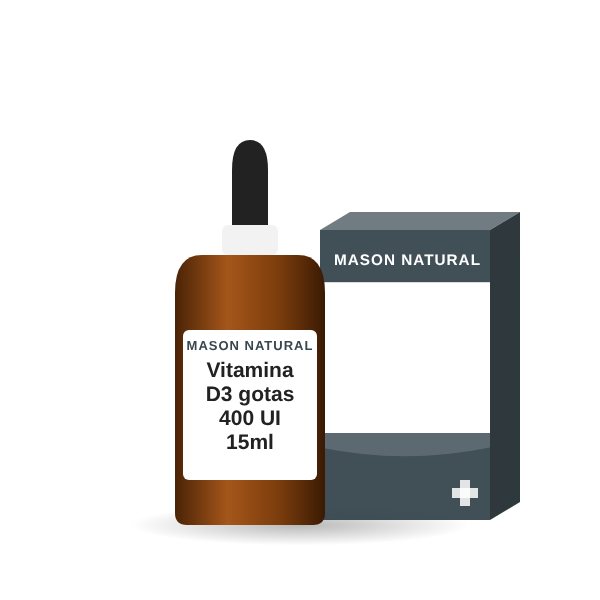 MASON NATURAL
MASON NATURAL
Vitamina
D3 gotas
400 UI
15ml